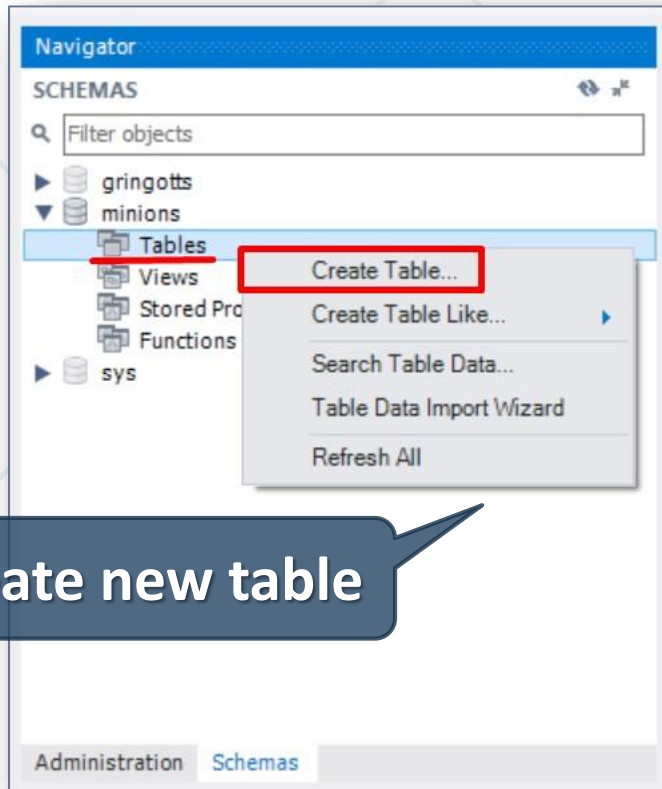 Navigator
SCHEMAS
Filter objects
gringotts
minions
Tables
Views
Stored Pro
Functions
sys
Create Table...
Create Table Like...
Search Table Data...
Table Data Import Wizard
Refresh All
ate new table
Administration Schemas